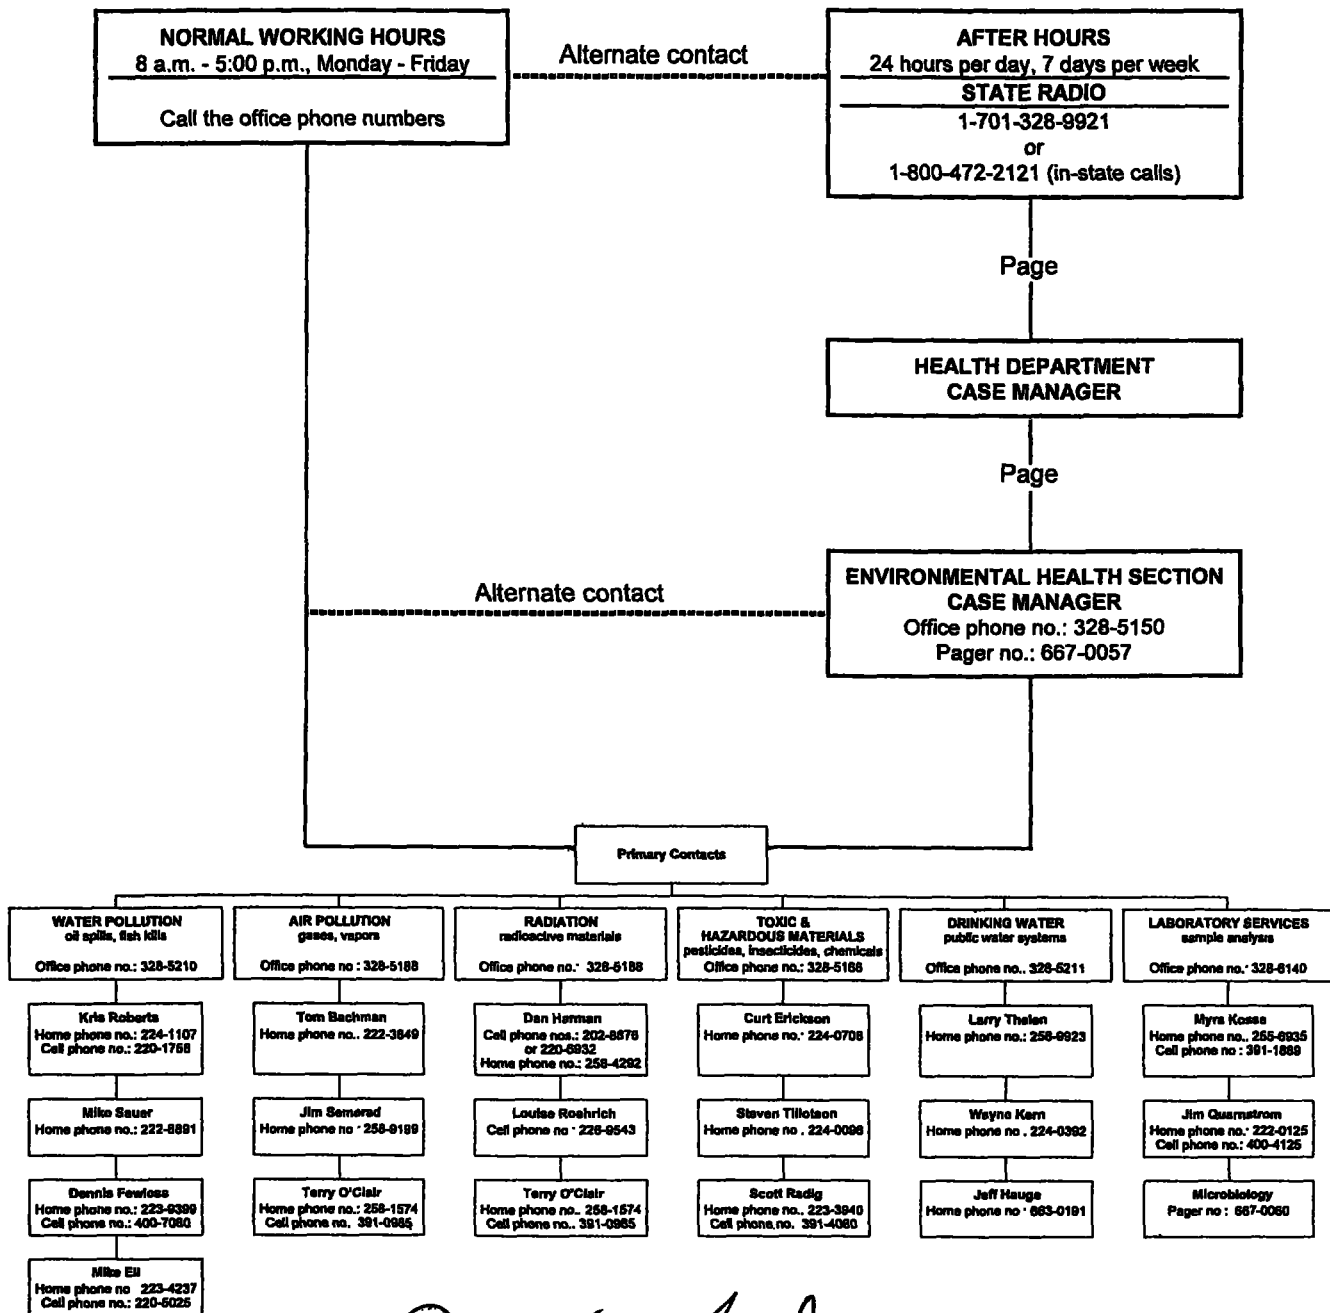 NORMAL WORKING HOURS
8 a.m. - 5:00 p.m., Monday - Friday
Call the office phone numbers
Alternate contact
AFTER HOURS
24 hours per day, 7 days per week
STATE RADIO
1-701-328-9921
or
1-800-472-2121 (in-state calls)
Page
HEALTH DEPARTMENT
CASE MANAGER
Page
Alternate contact
ENVIRONMENTAL HEALTH SECTION
CASE MANAGER
Office phone no.: 328-5150
Pager no.: 667-0057
Primary Contacts
WATER POLLUTION
oil spills, fish kills
Office phone no.: 328-5210
Kris Roberts
Home phone no.: 224-1107
Cell phone no.: 220-1756
Mike Sauer
Home phone no.: 222-8891
Dennis Fewless
Home phone no.: 223-9399
Cell phone no.: 400-7080
Mike Ell
Home phone no 223-4237
Cell phone no.: 220-5025
AIR POLLUTION
gases, vapors
Office phone no : 328-5188
Tom Bachman
Home phone no.. 222-3849
Jim Semerad
Home phone no · 258-9199
Terry O'Clair
Home phone no.: 258-1574
Cell phone no. 391-0985
RADIATION
radioactive materials
Office phone no.· 328-5188
Dan Harman
Cell phone nos.: 202-8876
or 220-6932
Home phone no.: 258-4292
Louise Roehrich
Cell phone no · 226-9543
Terry O'Clair
Home phone no.. 258-1574
Cell phone no.. 391-0985
TOXIC &
HAZARDOUS MATERIALS
pesticides, insecticides, chemicals
Office phone no.: 328-5166
Curt Erickson
Home phone no.· 224-0708
Steven Tillotson
Home phone no . 224-0096
Scott Radig
Home phone no.. 223-3940
Cell phone.no. 391-4080
DRINKING WATER
public water systems
Office phone no.. 328-5211
Larry Thelen
Home phone no.: 258-9923
Wayne Kern
Home phone no . 224-0392
Jeff Hauge
Home phone no · 663-0191
LABORATORY SERVICES
sample analysis
Office phone no.· 328-6140
Myra Kosse
Home phone no.. 255-6935
Cell phone no : 391-1889
Jim Quarnstrom
Home phone no.· 222-0125
Cell phone no.: 400-4125
Microbiology
Pager no : 667-0060